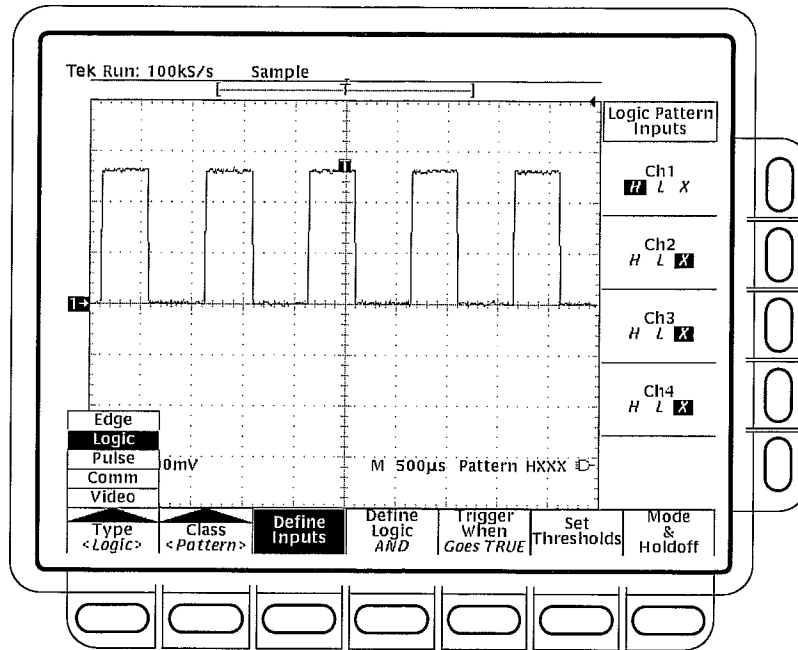 Tek Run: 100kS/s Sample
T
[ T ]
Logic Pattern
Inputs
T
Ch1
H L X
Ch2
H L X
1→
Ch3
H L X
Ch4
H L X
Edge
Logic
Pulse
Comm
Video
0mV M 500µs Pattern HXXX
Type
<Logic>
Class
<Pattern>
Define
Inputs
Define
Logic
AND
Trigger
When
Goes TRUE
Set
Thresholds
Mode
&
Holdoff